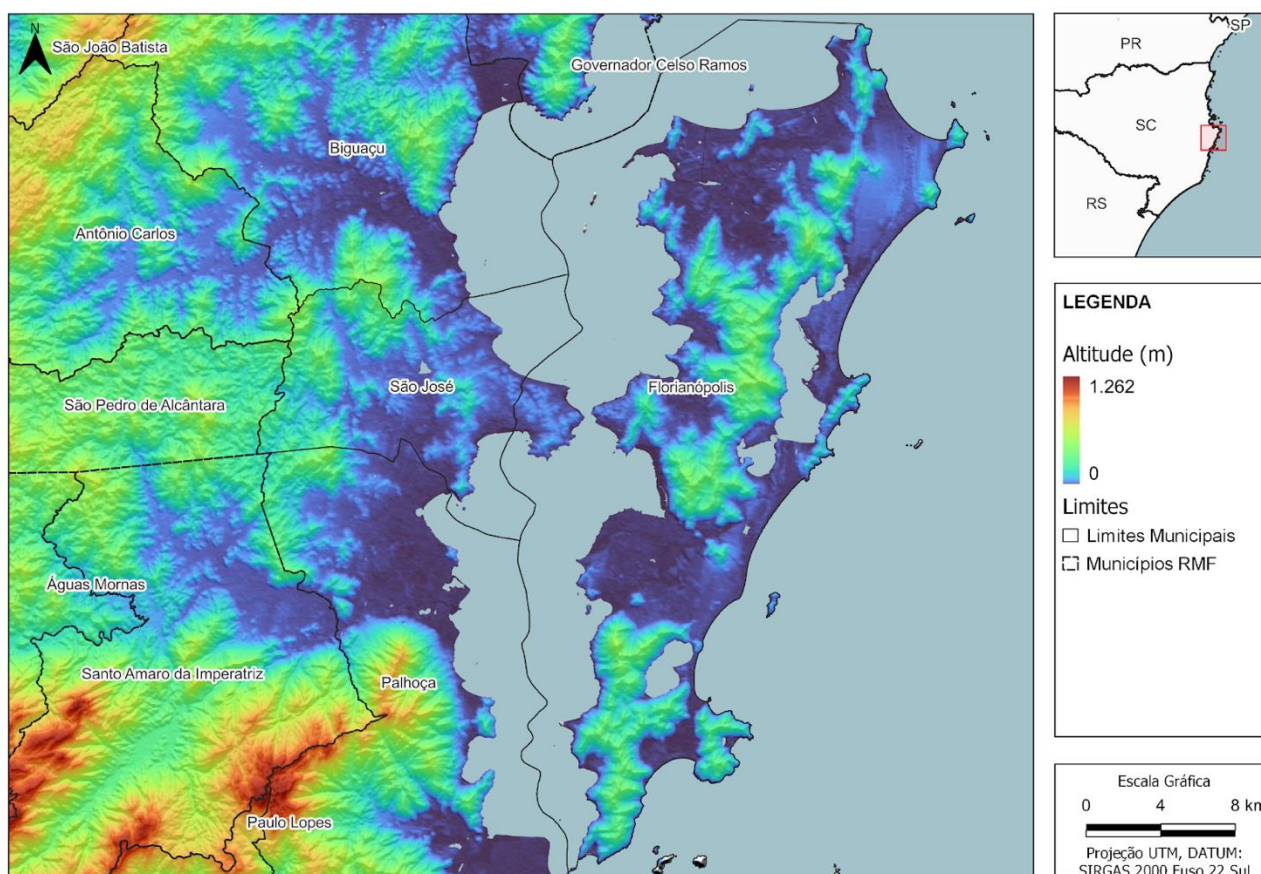 N
São João Batista
Governador Celso Ramos
Biguaçu
Antônio Carlos
São José
Florianópolis
São Pedro de Alcântara
Águas Mornas
Santo Amaro da Imperatriz
Palhoça
Paulo Lopes
SP
PR
SC
RS
LEGENDA
Altitude (m)
1.262
0
Limites
Limites Municipais
Municípios RMF
Escala Gráfica
0 4 8 km
Projeção UTM, DATUM:
SIRGAS 2000 Fuso 22 Sul